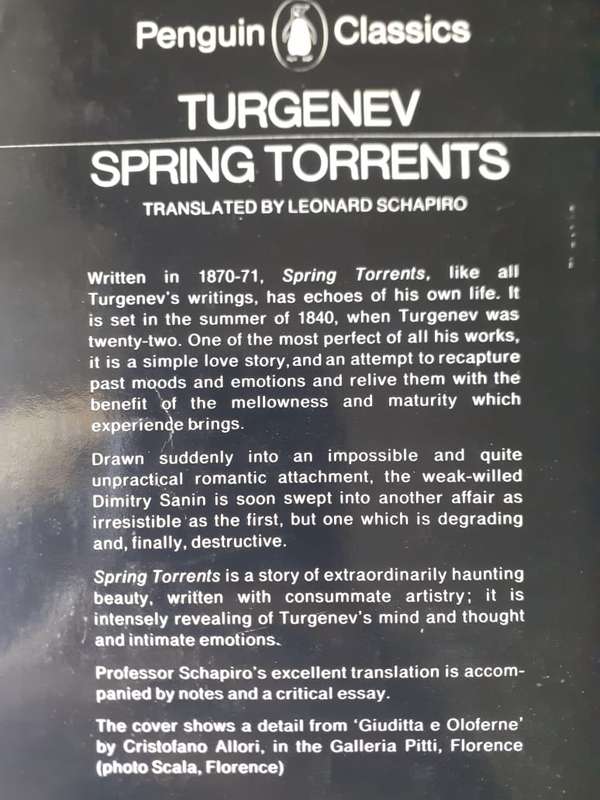 Penguin Classics
TURGENEV
SPRING TORRENTS
TRANSLATED BY LEONARD SCHAPIRO
Written in 1870-71, Spring Torrents, like all
Turgenev's writings, has echoes of his own life. It
is set in the summer of 1840, when Turgenev was
twenty-two. One of the most perfect of all his works,
it is a simple love story, and an attempt to recapture
past moods and emotions and relive them with the
benefit of the mellowness and maturity which
experience brings.
Drawn suddenly into an impossible and quite
unpractical romantic attachment, the weak-willed
Dimitry Sanin is soon swept into another affair as
irresistible as the first, but one which is degrading
and, finally, destructive.
Spring Torrents is a story of extraordinarily haunting
beauty, written with consummate artistry; it is
intensely revealing of Turgenev's mind and thought
and intimate emotions.
Professor Schapiro's excellent translation is accom-
panied by notes and a critical essay.
The cover shows a detail from 'Giuditta e Oloferne'
by Cristofano Allori, in the Galleria Pitti, Florence
(photo Scala, Florence)